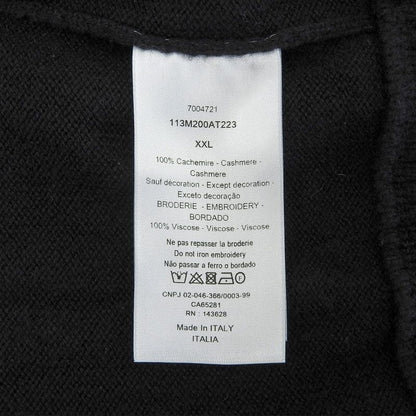 7004721
113M200AT223
XXL
100% Cachemire - Cashmere -
Cashmere
Sauf décoration - Except decoration -
Exceto decoração
BRODERIE - EMBROIDERY -
BORDADO
100% Viscose - Viscose - Viscose
Ne pas repasser la broderie
Do not iron embroidery
Não passar a ferro o bordado
CNPJ 02-046-366/0003-99
CA65281
RN : 143628
Made In ITALY
ITALIA